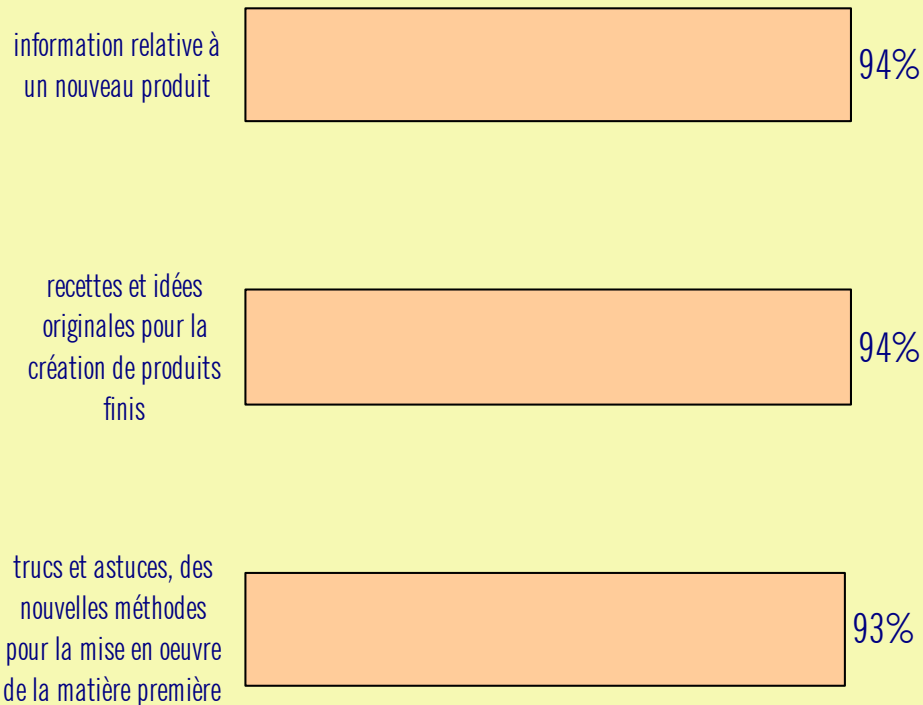 information relative à
un nouveau produit
94%
recettes et idées
originales pour la
création de produits
finis
94%
trucs et astuces, des
nouvelles méthodes
pour la mise en oeuvre
de la matière première
93%